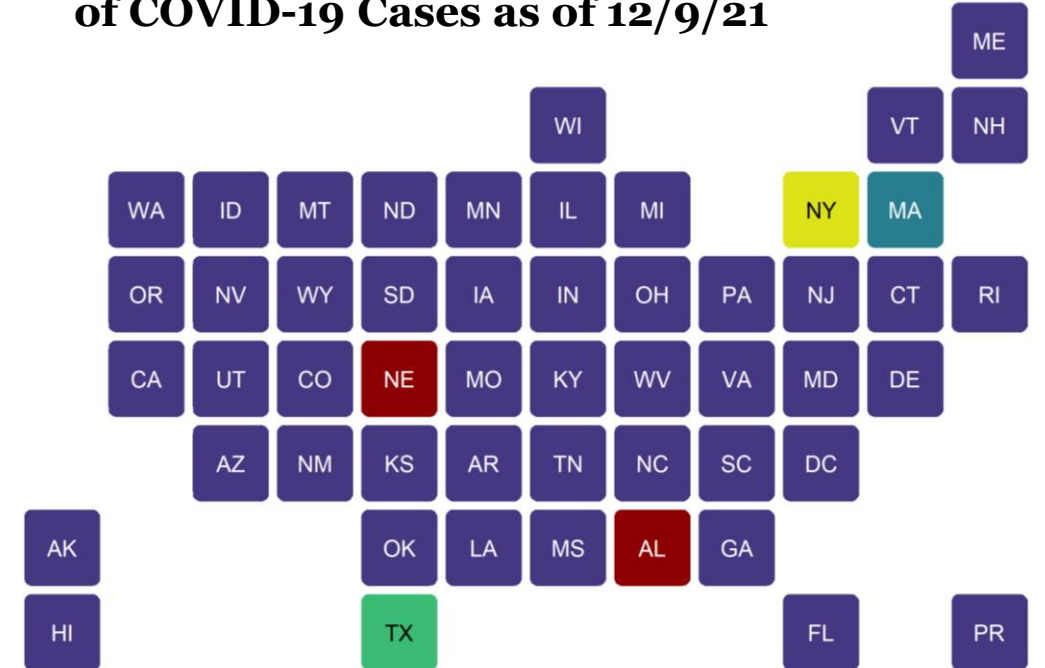 of COVID-19 Cases as of 12/9/21
ME
WI VT NH
WA ID MT ND MN IL MI NY MA
OR NV WY SD IA IN OH PA NJ CT RI
CA UT CO NE MO KY WV VA MD DE
AZ NM KS AR TN NC SC DC
AK OK LA MS AL GA
HI TX FL PR